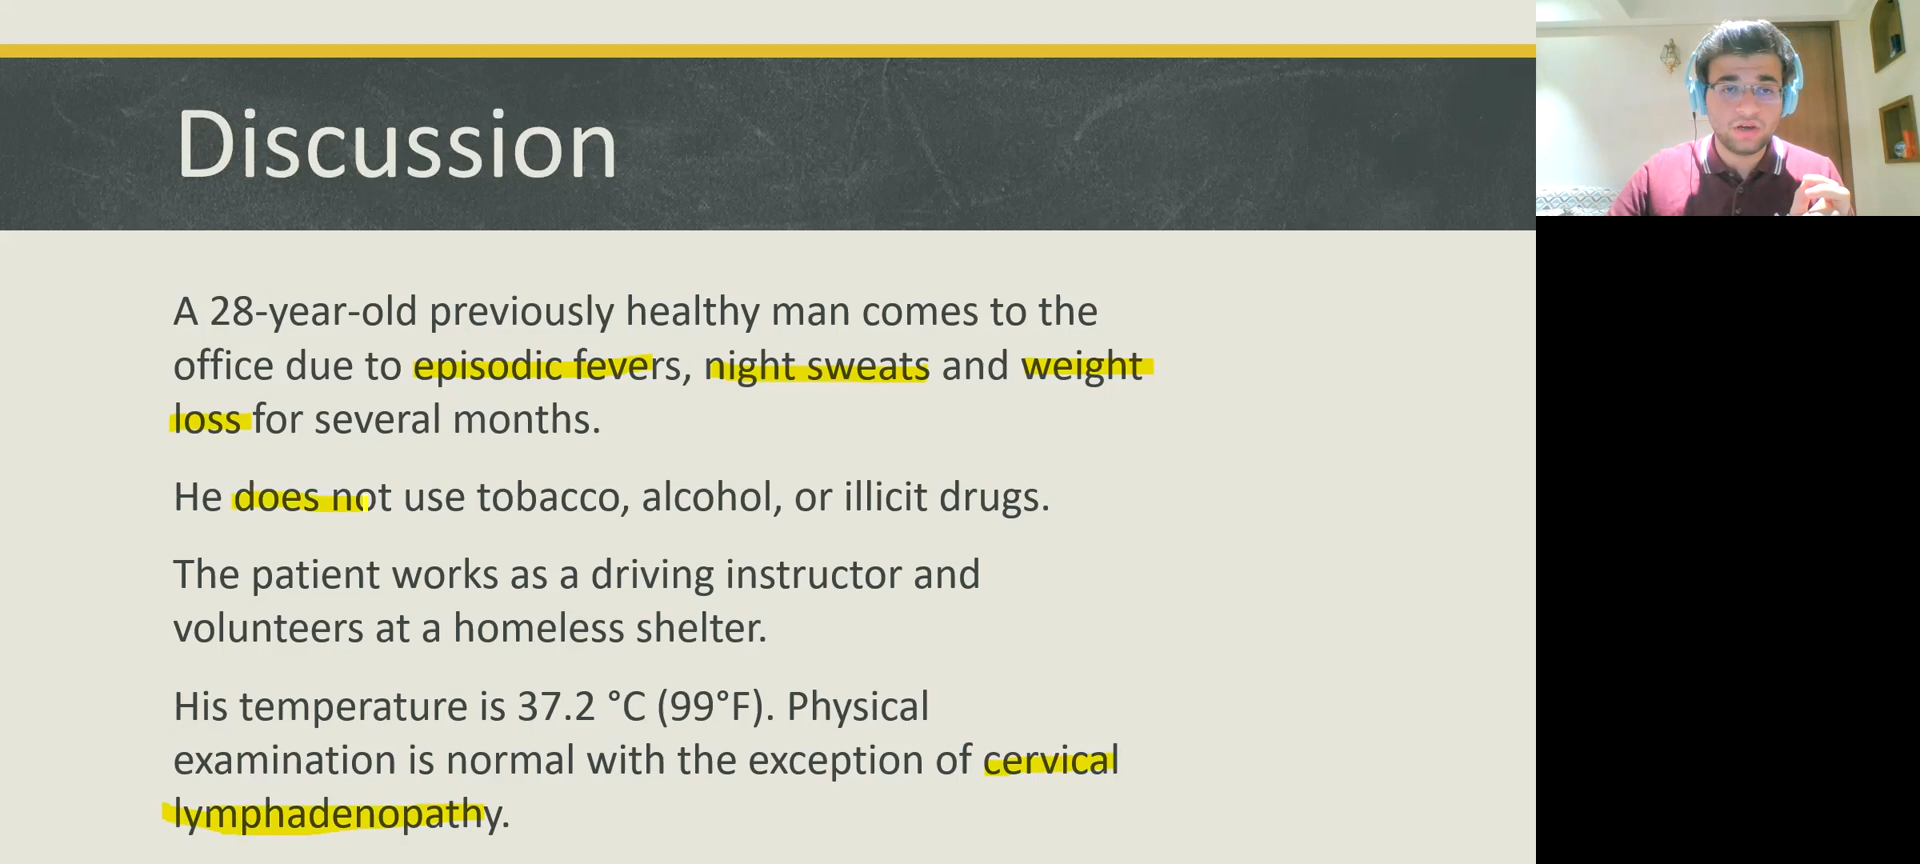 Discussion
A 28-year-old previously healthy man comes to the
office due to episodic fevers, night sweats and weight
loss for several months.
He does not use tobacco, alcohol, or illicit drugs.
The patient works as a driving instructor and
volunteers at a homeless shelter.
His temperature is 37.2 °C (99°F). Physical
examination is normal with the exception of cervical
lymphadenopathy.